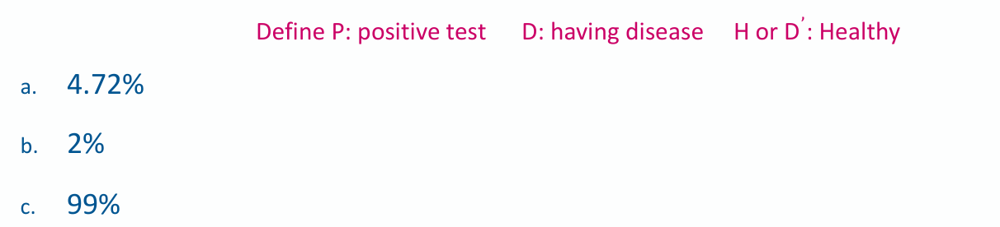 Define P: positive test D: having disease H or D’: Healthy
a. 4.72%
b. 2%
c. 99%